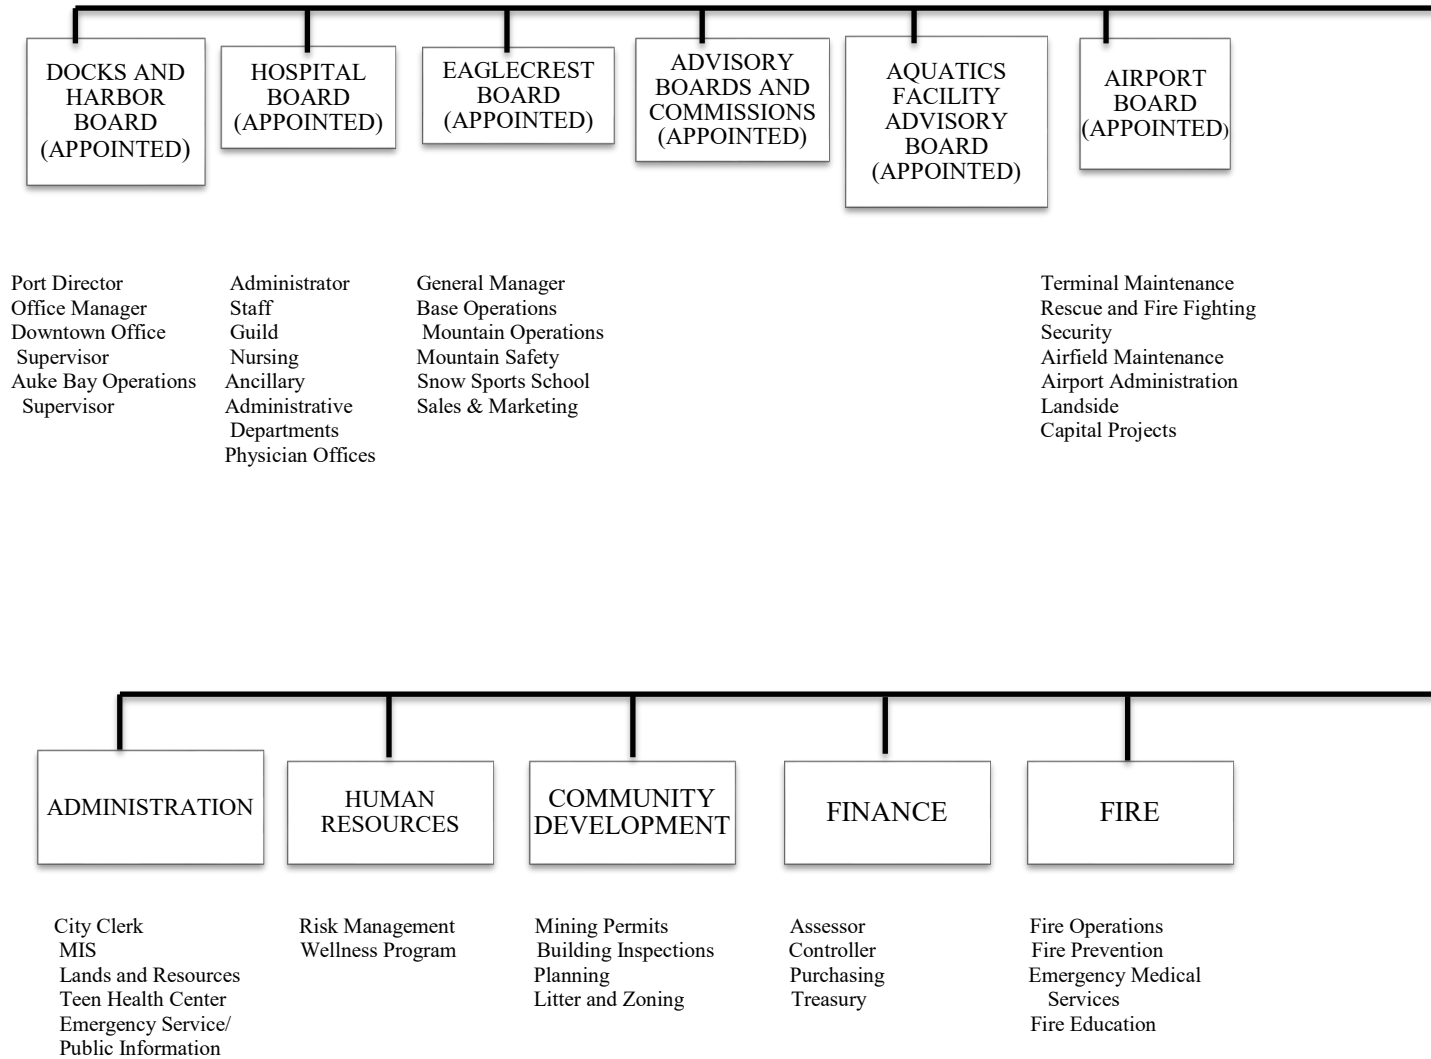 DOCKS AND
HARBOR
BOARD
(APPOINTED)
HOSPITAL
BOARD
(APPOINTED)
EAGLECREST
BOARD
(APPOINTED)
ADVISORY
BOARDS AND
COMMISSIONS
(APPOINTED)
AQUATICS
FACILITY
ADVISORY
BOARD
(APPOINTED)
AIRPORT
BOARD
(APPOINTED)
Port Director
Office Manager
Downtown Office
Supervisor
Auke Bay Operations
Supervisor
Administrator
Staff
Guild
Nursing
Ancillary
Administrative
Departments
Physician Offices
General Manager
Base Operations
Mountain Operations
Mountain Safety
Snow Sports School
Sales & Marketing
Terminal Maintenance
Rescue and Fire Fighting
Security
Airfield Maintenance
Airport Administration
Landside
Capital Projects
ADMINISTRATION
HUMAN
RESOURCES
COMMUNITY
DEVELOPMENT
FINANCE
FIRE
City Clerk
MIS
Lands and Resources
Teen Health Center
Emergency Service/
Public Information
Risk Management
Wellness Program
Mining Permits
Building Inspections
Planning
Litter and Zoning
Assessor
Controller
Purchasing
Treasury
Fire Operations
Fire Prevention
Emergency Medical
Services
Fire Education